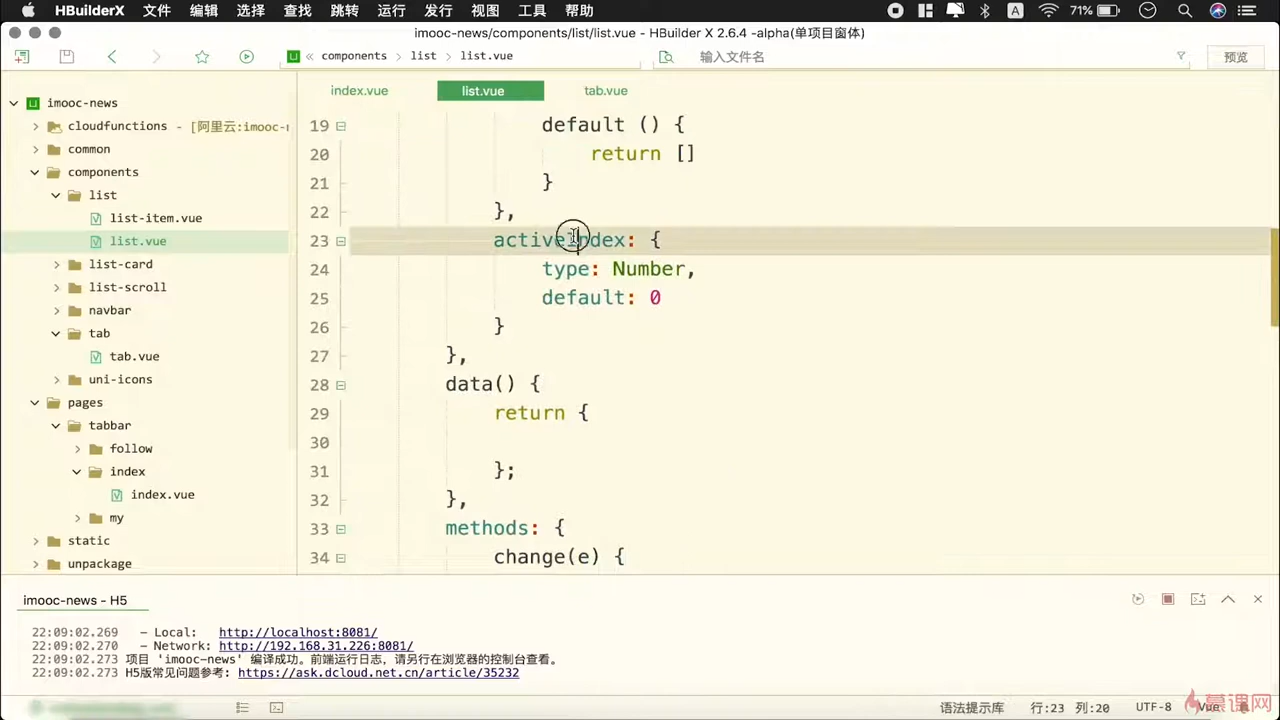 HBuilderX 文件 编辑 选择 查找 跳转 运行 发行 视图 工具 帮助 A 71%
imooc-news/components/list/list.vue - HBuilder X 2.6.4 -alpha(单项目窗体)
U « components list list.vue 输入文件名 预览
index.vue list.vue tab.vue
imooc-news
cloudfunctions - [阿里云:imooc-
common
components
list
list-item.vue
list.vue
list-card
list-scroll
navbar
tab
tab.vue
uni-icons
pages
tabbar
follow
index
index.vue
my
static
unpackage
19 default () {
20 return []
21 }
22 },
23 activeIndex: {
24 type: Number,
25 default: 0
26 }
27 },
28 data() {
29 return {
30
31 };
32 },
33 methods: {
34 change(e) {
imooc-news - H5
22:09:02.269 - Local: http://localhost:8081/
22:09:02.270 - Network: http://192.168.31.226:8081/
22:09:02.273 项目 'imooc-news' 编译成功。前端运行日志，请另行在浏览器的控制台查看。
22:09:02.273 H5版常见问题参考: https://ask.dcloud.net.cn/article/35232
语法提示库 行:23 列:20 UTF-8 Vue
慕课网